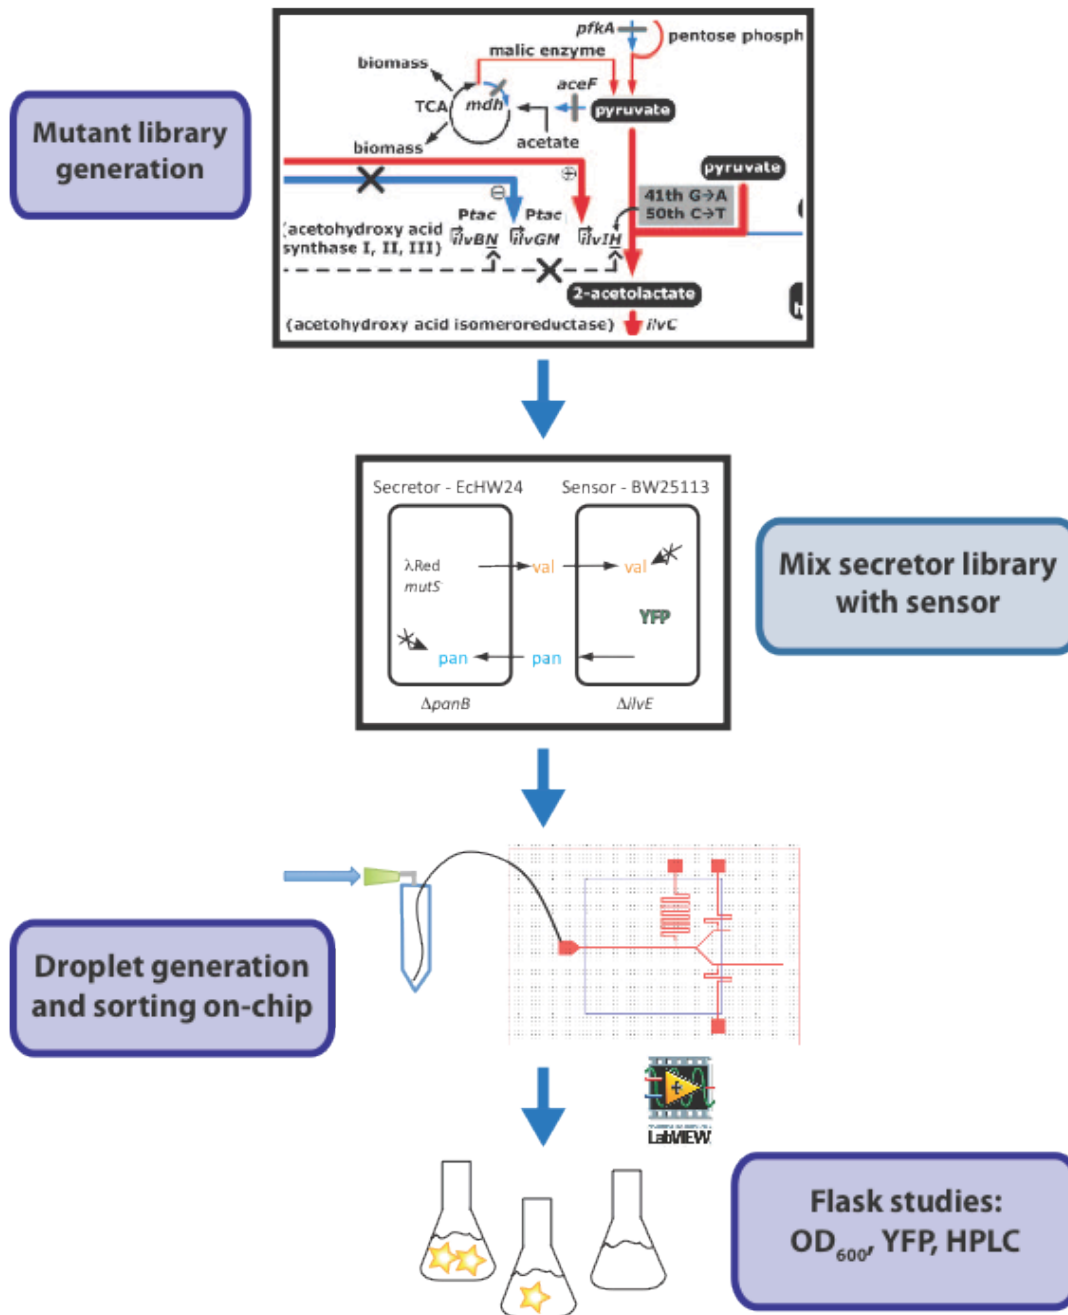 Mutant library
generation
pfkA
pentose phosph
malic enzyme
biomass
aceF
TCA
mdh
pyruvate
acetate
biomass
pyruvate
41th G→A
50th C→T
Ptac
Ptac
(acetohydroxy acid
synthase I, II, III)
ilvBN
ilvGM
ilvIH
2-acetolactate
(acetohydroxy acid isomeroreductase)
ilvC
Secretor - EcHW24
Sensor - BW25113
λRed
mutS
val
val
YFP
pan
pan
ΔpanB
ΔilvE
Mix secretor library
with sensor
Droplet generation
and sorting on-chip
LabVIEW
Flask studies:
OD₆₀₀, YFP, HPLC